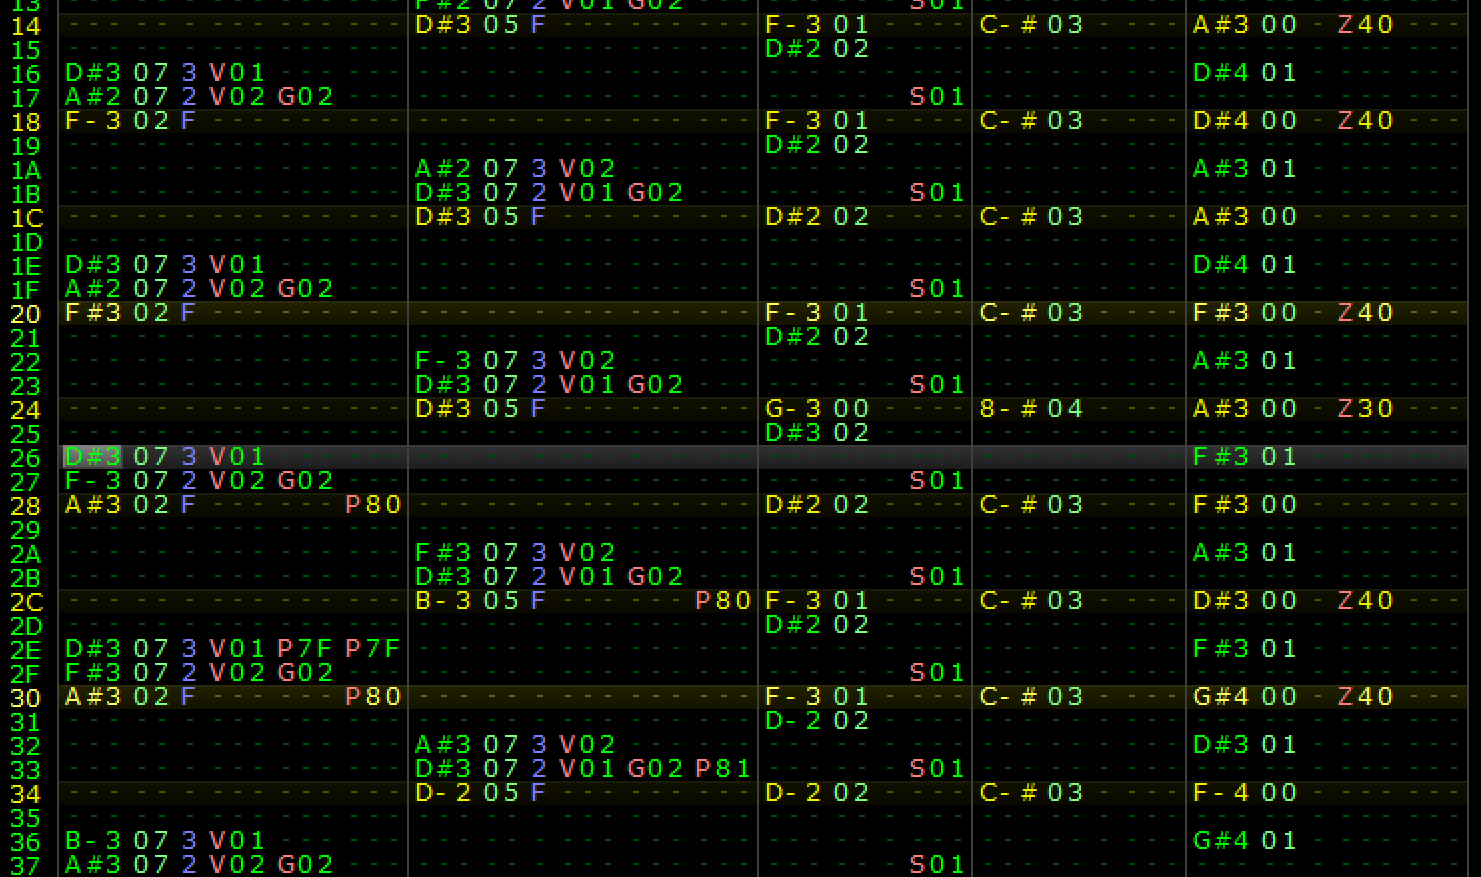 13 F#2 07 2 V01 G02 S01
14 D#3 05 F F-3 01 C-# 03 A#3 00 - Z40
15 D#2 02
16 D#3 07 3 V01 D#4 01
17 A#2 07 2 V02 G02 S01
18 F-3 02 F F-3 01 C-# 03 D#4 00 - Z40
19 D#2 02
1A A#2 07 3 V02 A#3 01
1B D#3 07 2 V01 G02 S01
1C D#3 05 F D#2 02 C-# 03 A#3 00
1D
1E D#3 07 3 V01 D#4 01
1F A#2 07 2 V02 G02 S01
20 F#3 02 F F-3 01 C-# 03 F#3 00 - Z40
21 D#2 02
22 F-3 07 3 V02 A#3 01
23 D#3 07 2 V01 G02 S01
24 D#3 05 F G-3 00 8-# 04 A#3 00 - Z30
25 D#3 02
26 D#3 07 3 V01 F#3 01
27 F-3 07 2 V02 G02 S01
28 A#3 02 F P80 D#2 02 C-# 03 F#3 00
29
2A F#3 07 3 V02 A#3 01
2B D#3 07 2 V01 G02 S01
2C B-3 05 F P80 F-3 01 C-# 03 D#3 00 - Z40
2D D#2 02
2E D#3 07 3 V01 P7F P7F F#3 01
2F F#3 07 2 V02 G02 S01
30 A#3 02 F P80 F-3 01 C-# 03 G#4 00 - Z40
31 D-2 02
32 A#3 07 3 V02 D#3 01
33 D#3 07 2 V01 G02 P81 S01
34 D-2 05 F D-2 02 C-# 03 F-4 00
35
36 B-3 07 3 V01 G#4 01
37 A#3 07 2 V02 G02 S01